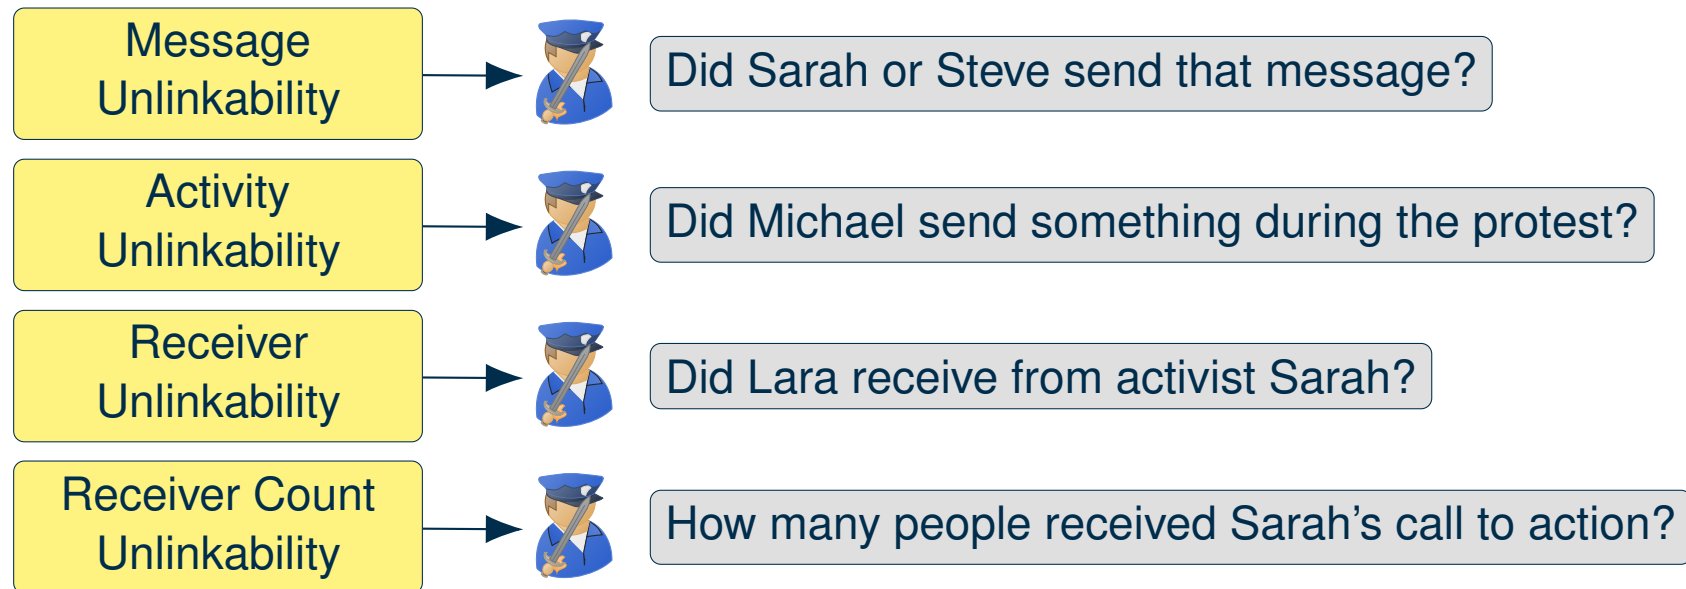 Message
Unlinkability
Did Sarah or Steve send that message?
Activity
Unlinkability
Did Michael send something during the protest?
Receiver
Unlinkability
Did Lara receive from activist Sarah?
Receiver Count
Unlinkability
How many people received Sarah’s call to action?